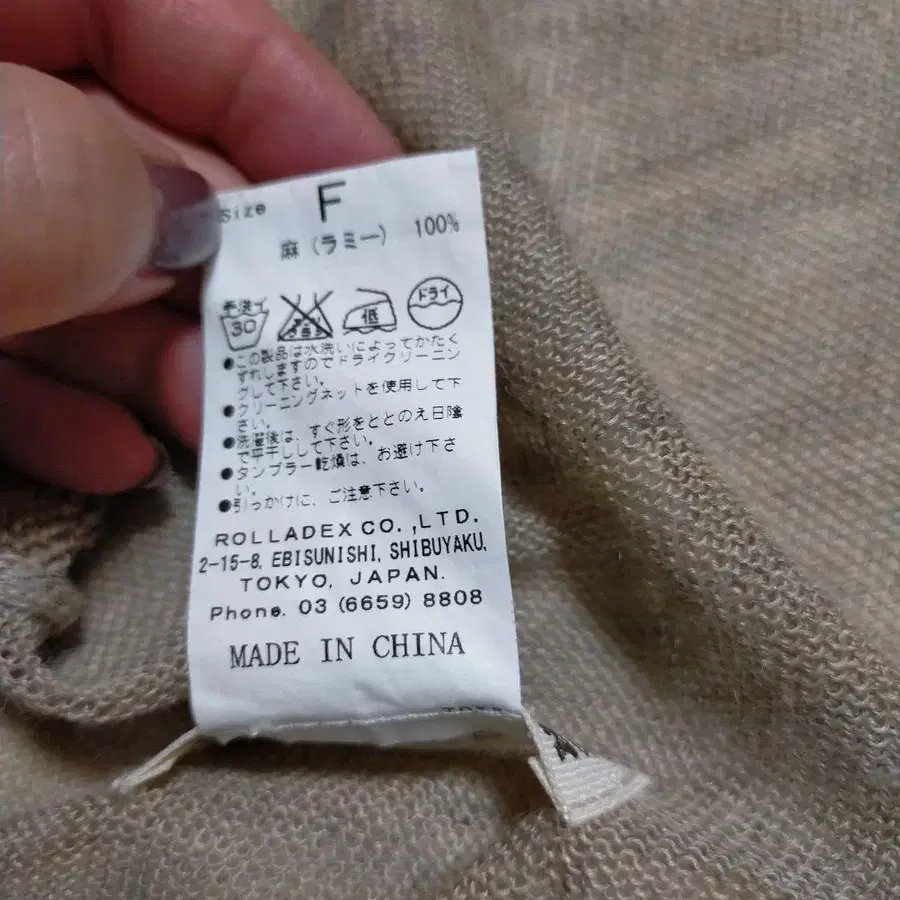 Size F
麻（ラミー） 100%
手洗イ 30 低 ドライ
●この製品は水洗いによってかたく
ずれしますのでドライクリーニン
グして下さい。
●クリーニングネットを使用して下
さい。
●洗濯後は、すぐ形をととのえ日陰
で平干しして下さい。
●タンブラー乾燥は、お避け下さ
い。
●引っかけに、ご注意下さい。
ROLLADEX CO.,LTD.
2-15-8, EBISUNISHI, SHIBUYAKU,
TOKYO, JAPAN.
Phone. 03 (6659) 8808
MADE IN CHINA